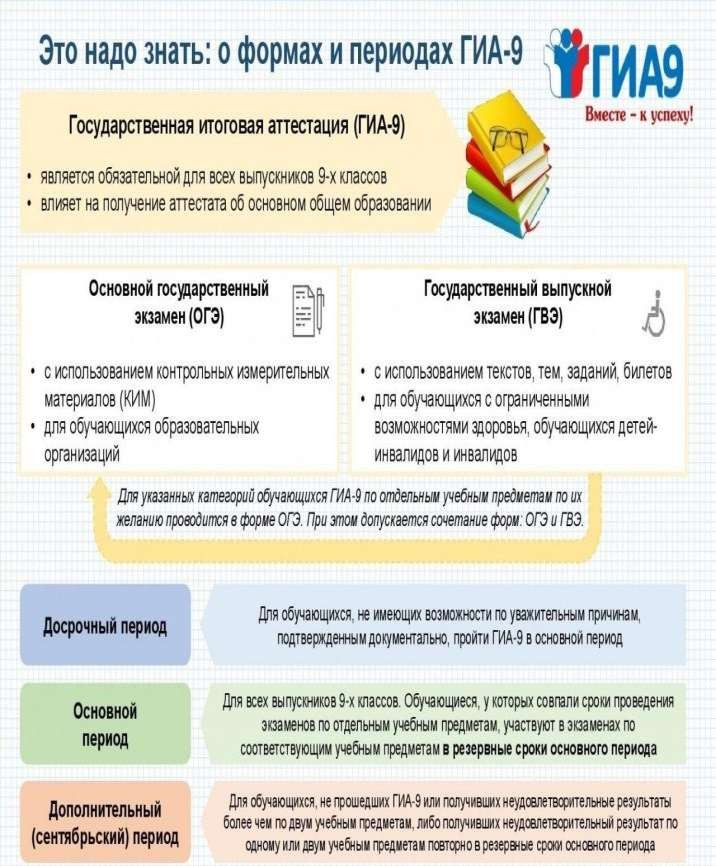 Это надо знать: о формах и периодах ГИА-9
ГИА9
Вместе - к успеху!
Государственная итоговая аттестация (ГИА-9)
• является обязательной для всех выпускников 9-х классов
• влияет на получение аттестата об основном общем образовании
Основной государственный
экзамен (ОГЭ)
• с использованием контрольных измерительных
материалов (КИМ)
• для обучающихся образовательных
организаций
Государственный выпускной
экзамен (ГВЭ)
• с использованием текстов, тем, заданий, билетов
• для обучающихся с ограниченными
возможностями здоровья, обучающихся детей-
инвалидов и инвалидов
Для указанных категорий обучающихся ГИА-9 по отдельным учебным предметам по их
желанию проводится в форме ОГЭ. При этом допускается сочетание форм: ОГЭ и ГВЭ.
Досрочный период
Для обучающихся, не имеющих возможности по уважительным причинам,
подтвержденным документально, пройти ГИА-9 в основной период
Основной
период
Для всех выпускников 9-х классов. Обучающиеся, у которых совпали сроки проведения
экзаменов по отдельным учебным предметам, участвуют в экзаменах по
соответствующим учебным предметам в резервные сроки основного периода
Дополнительный
(сентябрьский) период
Для обучающихся, не прошедших ГИА-9 или получивших неудовлетворительные результаты
более чем по двум учебным предметам, либо получивших неудовлетворительный результат по
одному или двум учебным предметам повторно в резервные сроки основного периода